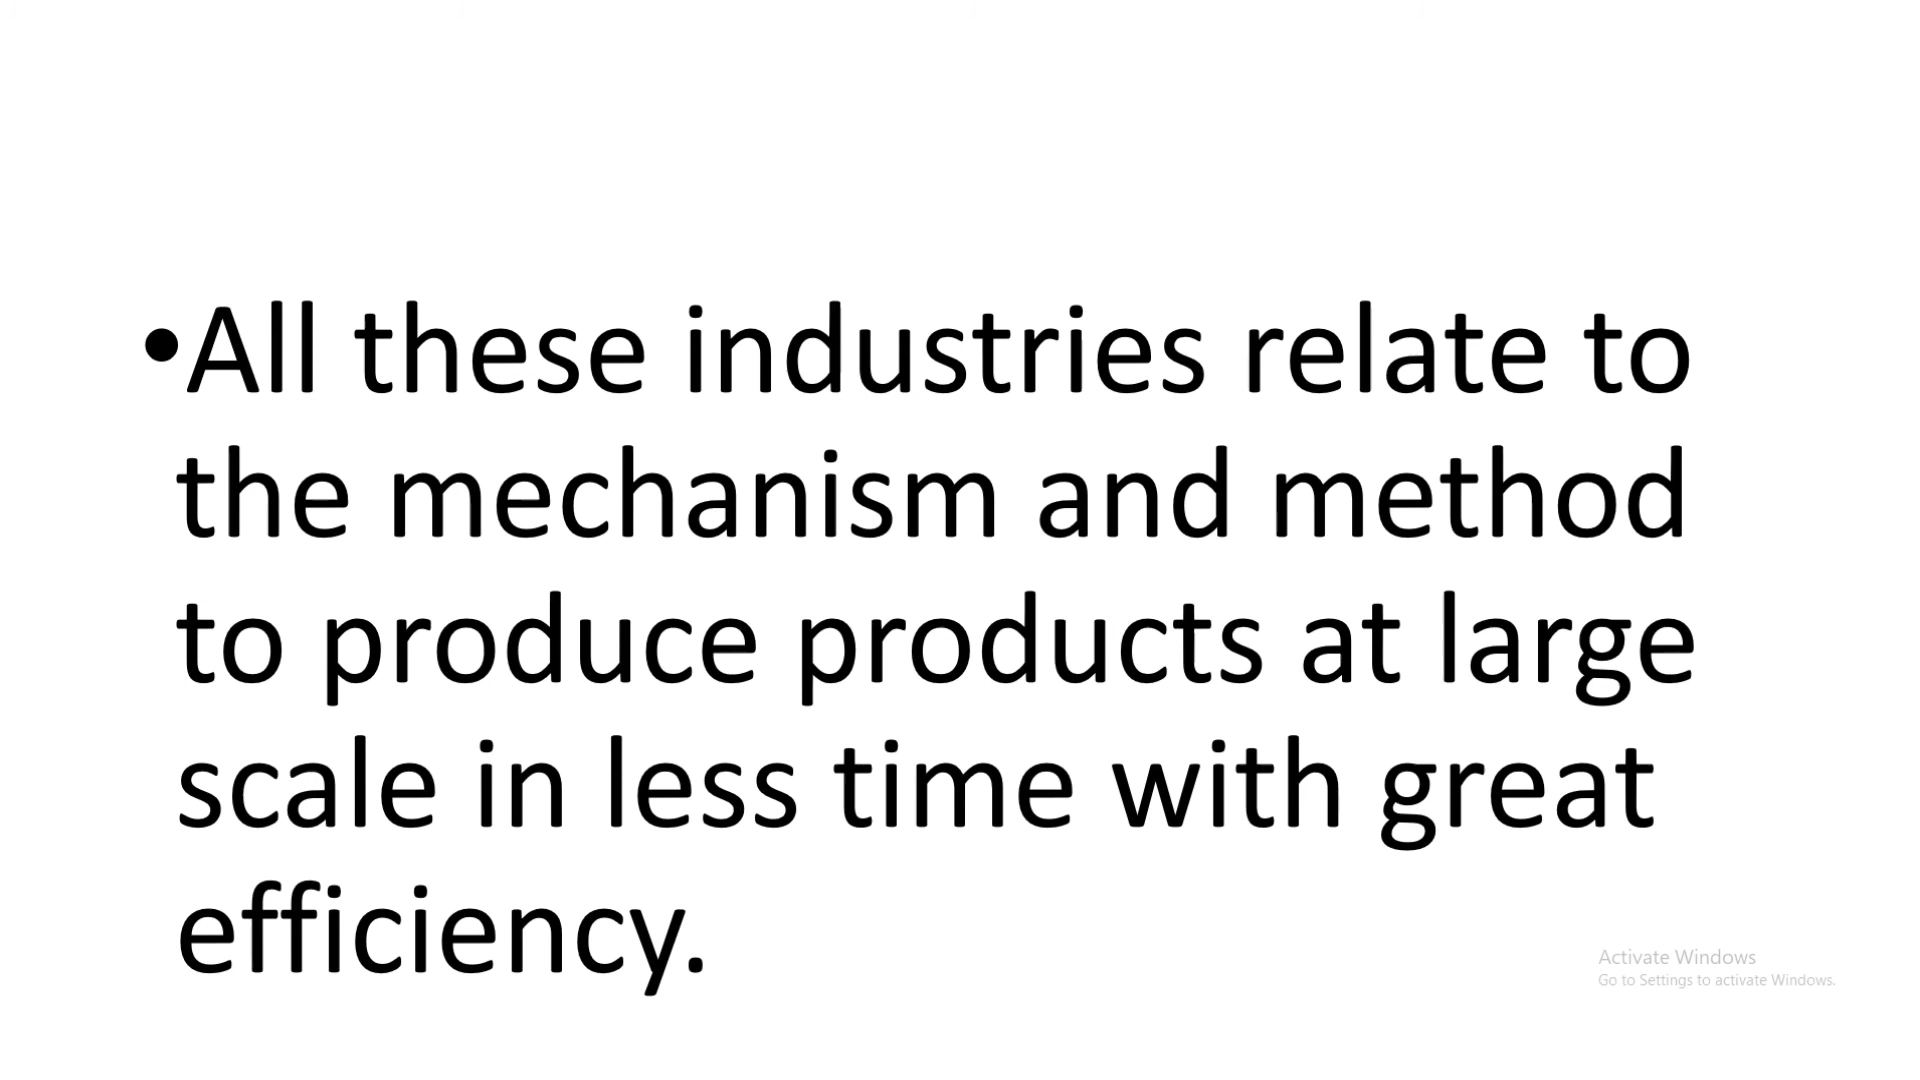 •All these industries relate to
the mechanism and method
to produce products at large
scale in less time with great
efficiency.
Activate Windows
Go to Settings to activate Windows.